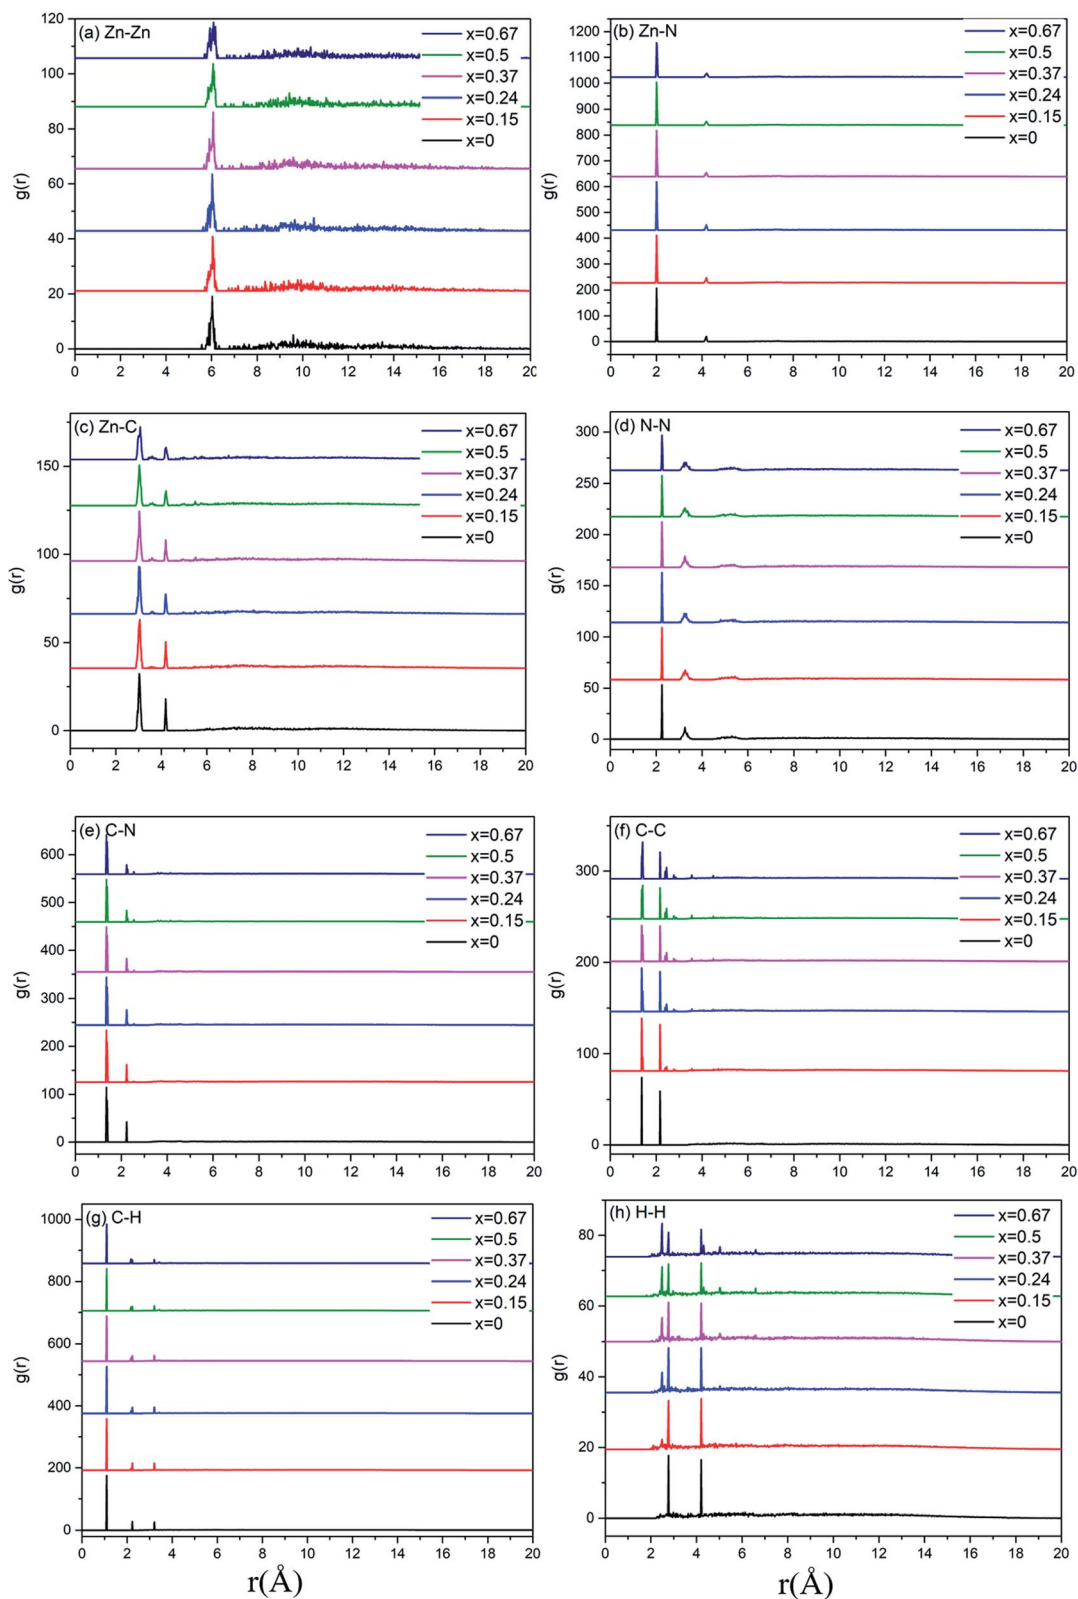 (a) Zn-Zn
x=0.67
x=0.5
x=0.37
x=0.24
x=0.15
x=0
g(r)
120
100
80
60
40
20
0
0 2 4 6 8 10 12 14 16 18 20
(b) Zn-N
x=0.67
x=0.5
x=0.37
x=0.24
x=0.15
x=0
g(r)
1200
1100
1000
900
800
700
600
500
400
300
200
100
0
0 2 4 6 8 10 12 14 16 18 20
(c) Zn-C
x=0.67
x=0.5
x=0.37
x=0.24
x=0.15
x=0
g(r)
150
100
50
0
0 2 4 6 8 10 12 14 16 18 20
(d) N-N
x=0.67
x=0.5
x=0.37
x=0.24
x=0.15
x=0
g(r)
300
250
200
150
100
50
0
0 2 4 6 8 10 12 14 16 18 20
(e) C-N
x=0.67
x=0.5
x=0.37
x=0.24
x=0.15
x=0
g(r)
600
500
400
300
200
100
0
0 2 4 6 8 10 12 14 16 18 20
(f) C-C
x=0.67
x=0.5
x=0.37
x=0.24
x=0.15
x=0
g(r)
300
200
100
0
0 2 4 6 8 10 12 14 16 18 20
(g) C-H
x=0.67
x=0.5
x=0.37
x=0.24
x=0.15
x=0
g(r)
1000
800
600
400
200
0
0 2 4 6 8 10 12 14 16 18 20
r(Å)
(h) H-H
x=0.67
x=0.5
x=0.37
x=0.24
x=0.15
x=0
g(r)
80
60
40
20
0
0 2 4 6 8 10 12 14 16 18 20
r(Å)